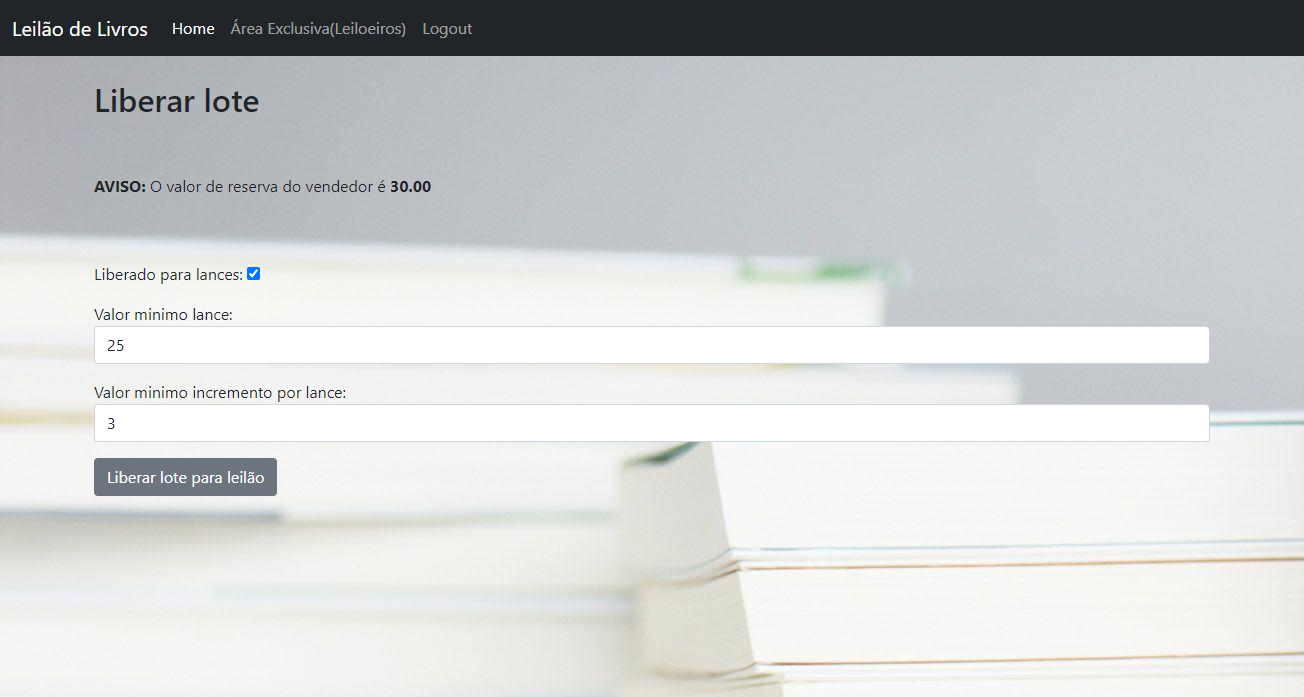 Leilão de Livros Home Área Exclusiva(Leiloeiros) Logout
Liberar lote
AVISO: O valor de reserva do vendedor é 30.00
Liberado para lances:
Valor minimo lance:
25
Valor minimo incremento por lance:
3
Liberar lote para leilão